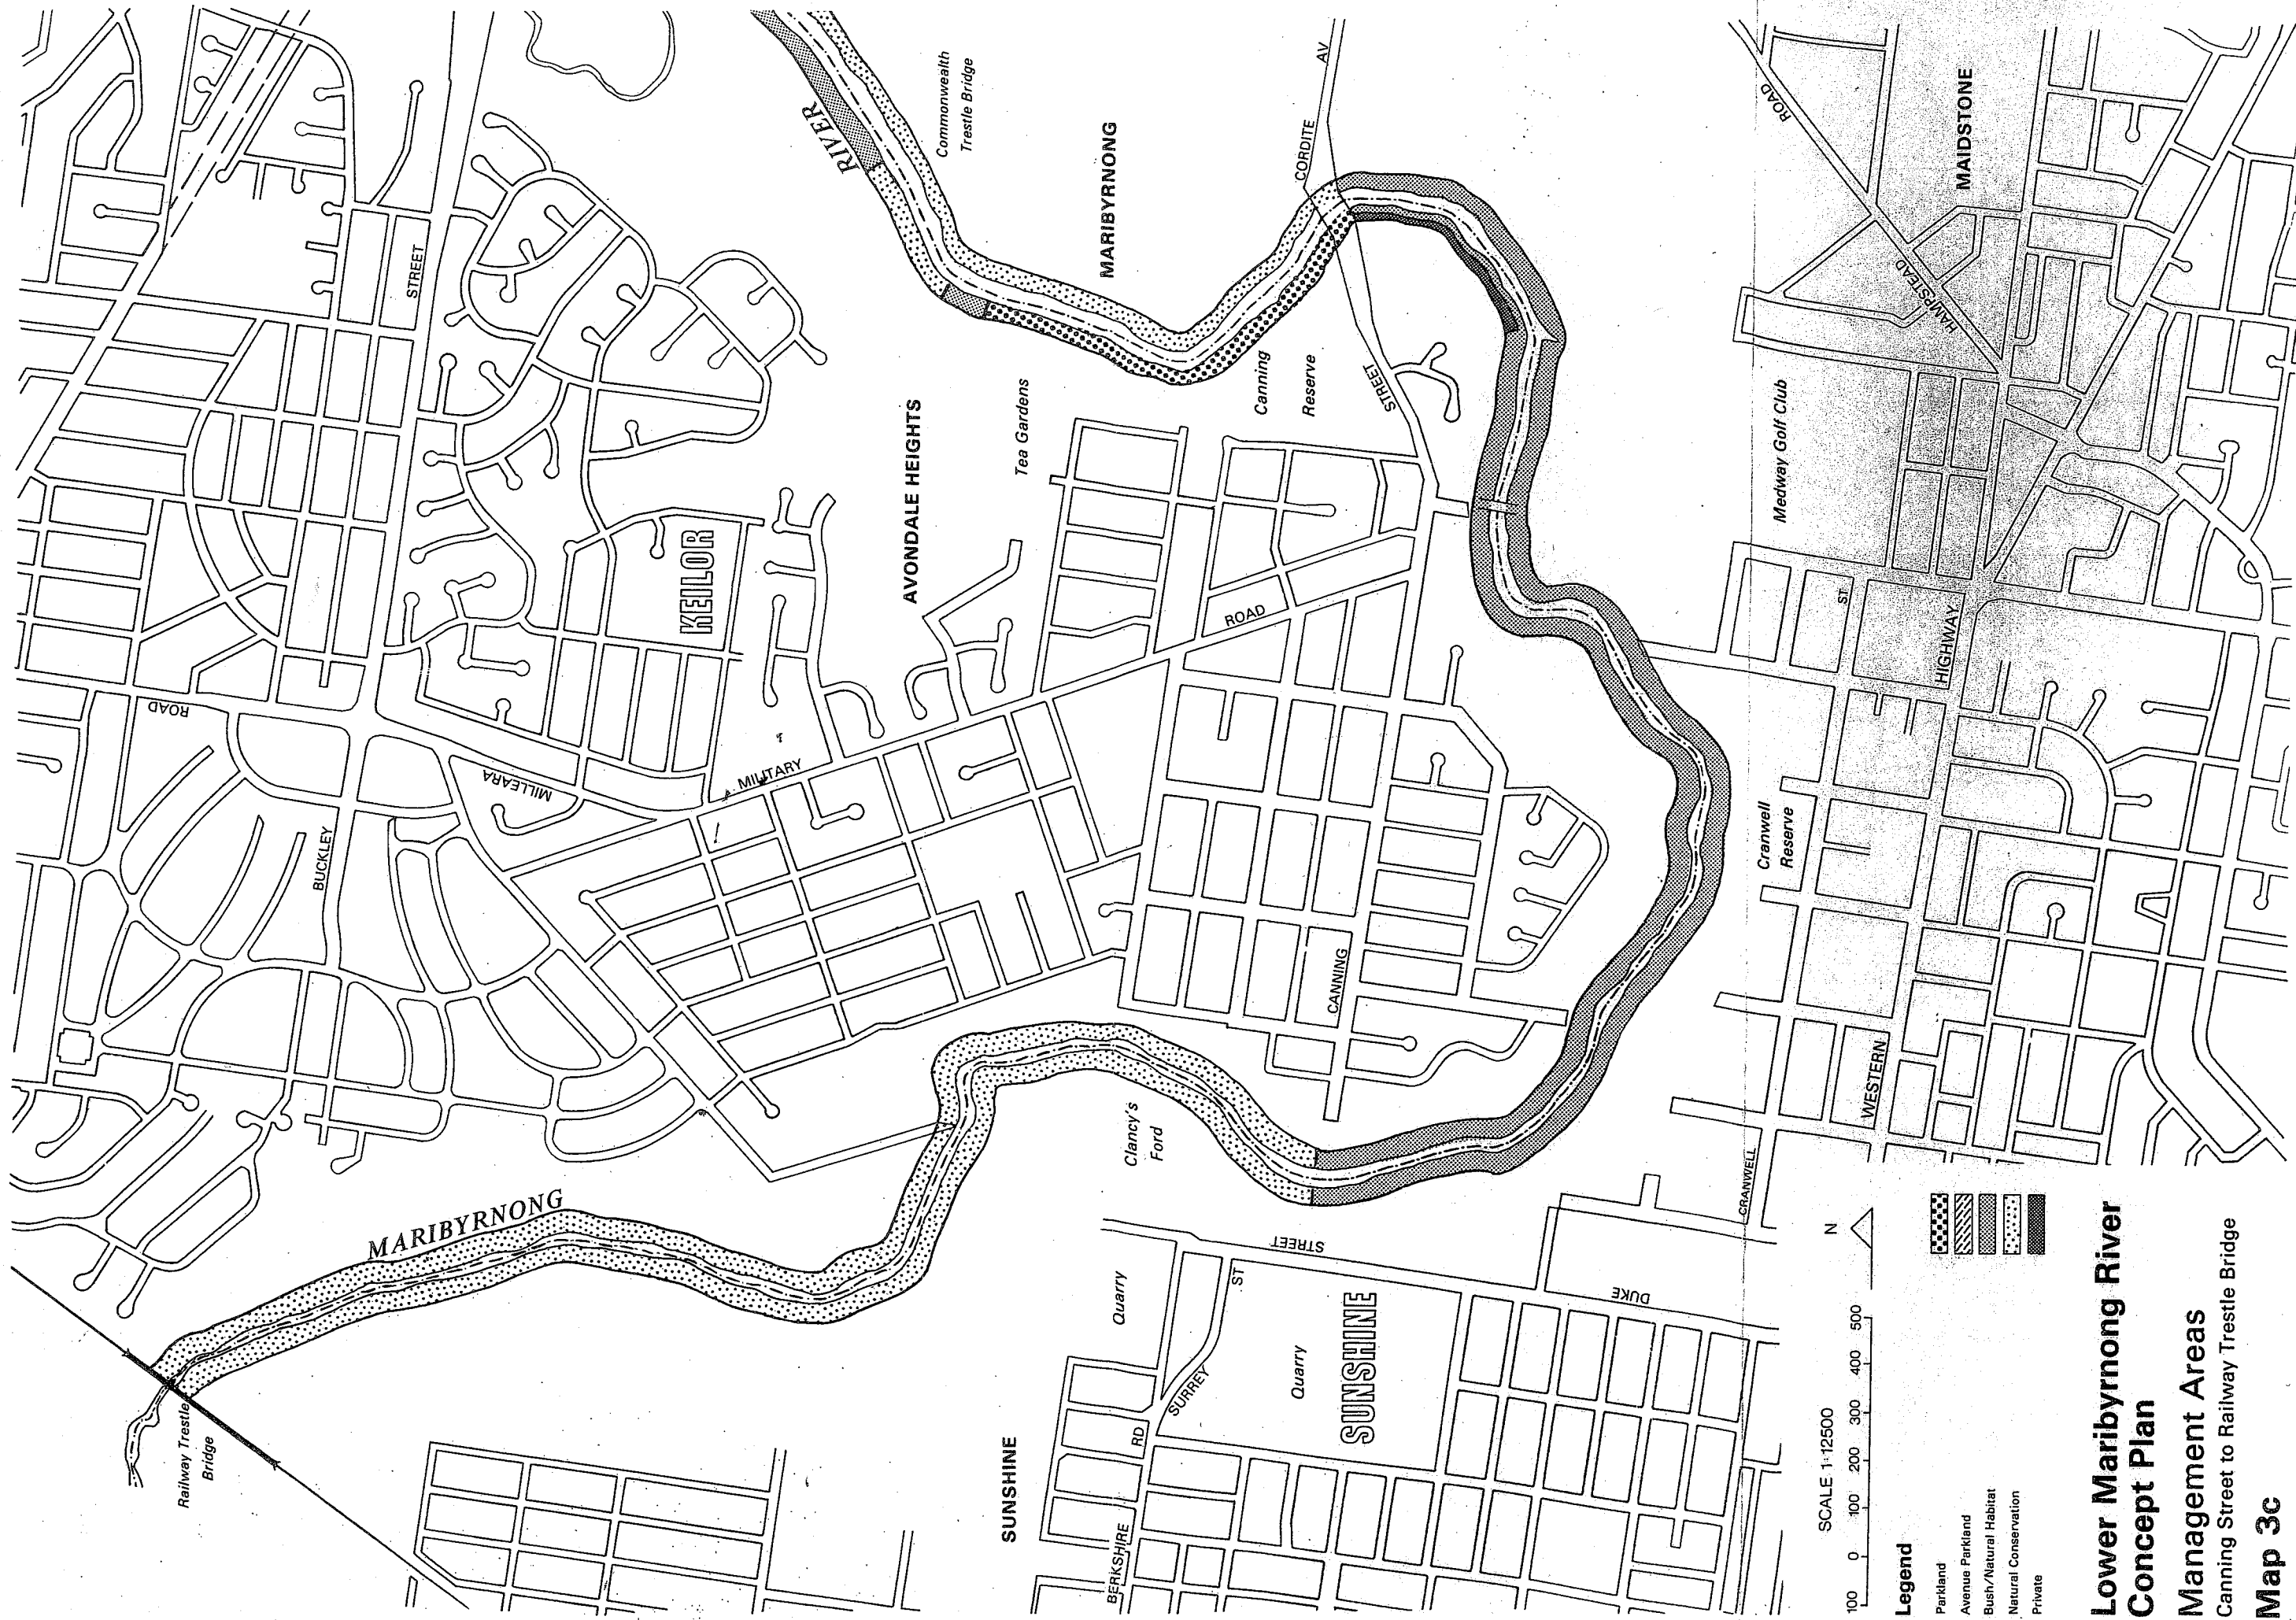 Lower Maribyrnong River
Concept Plan
Management Areas
Canning Street to Railway Trestle Bridge
Map 3c
Legend
Parkland
Avenue Parkland
Bush/Natural Habitat
Natural Conservation
Private
SCALE 1:12500
100 0 100 200 300 400 500
N
MARIBYRNONG
RIVER
Railway Trestle
Bridge
Commonwealth
Trestle Bridge
MARIBYRNONG
CORDITE
AV
STREET
BUCKLEY
ROAD
MILLEARA
MILITARY
ROAD
KEILOR
AVONDALE HEIGHTS
Tea Gardens
Canning
Reserve
STREET
CANNING
Clancy's
Ford
Quarry
Quarry
STREET
ST
SURREY
RD
BERKSHIRE
DUKE
SUNSHINE
SUNSHINE
CRANWELL
Cranwell
Reserve
WESTERN
HIGHWAY
ST
Medway Golf Club
HAMPSTEAD
ROAD
MAIDSTONE